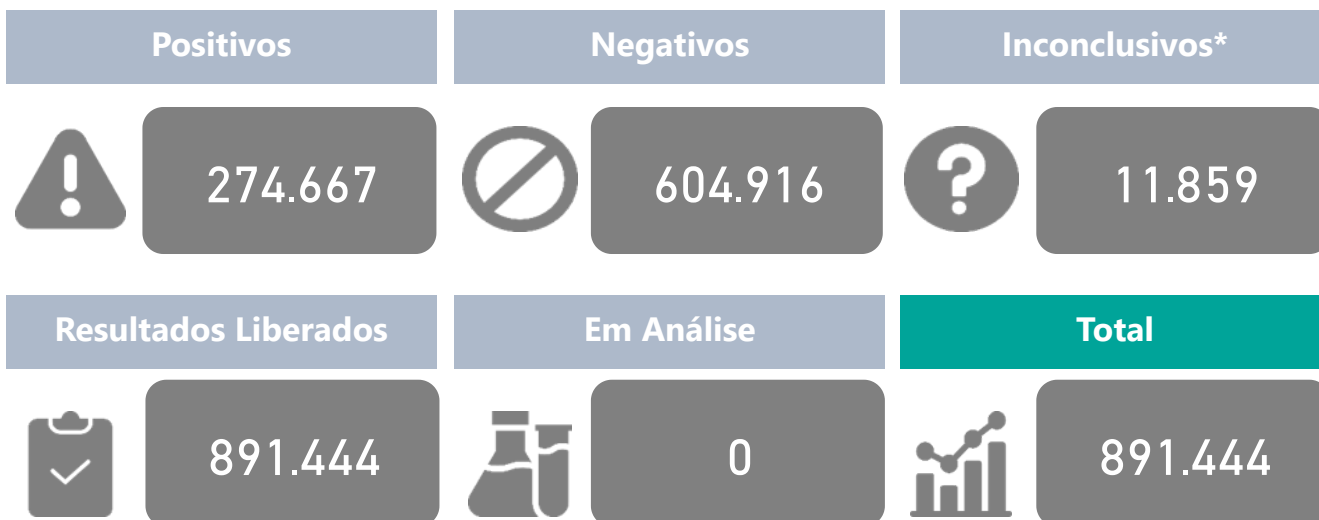 Positivos
Negativos
Inconclusivos*
274.667
604.916
11.859
Resultados Liberados
Em Análise
Total
891.444
0
891.444